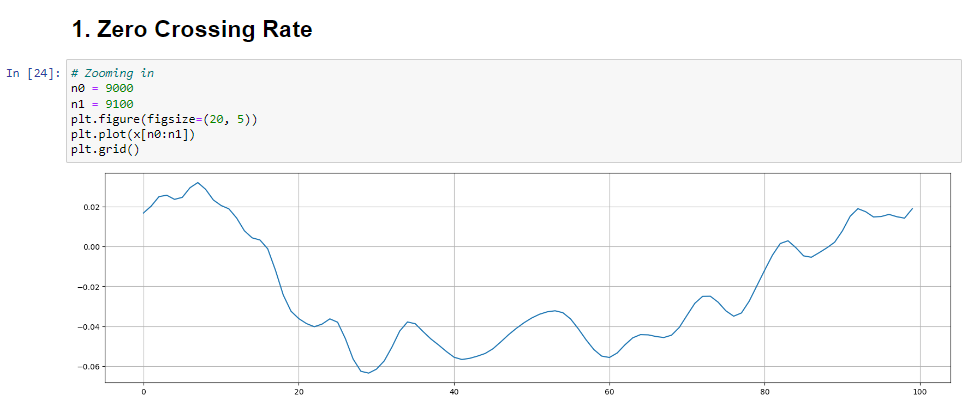 1. Zero Crossing Rate
In [24]:
# Zooming in
n0 = 9000
n1 = 9100
plt.figure(figsize=(20, 5))
plt.plot(x[n0:n1])
plt.grid()
0.02
0.00
−0.02
−0.04
−0.06
0 20 40 60 80 100